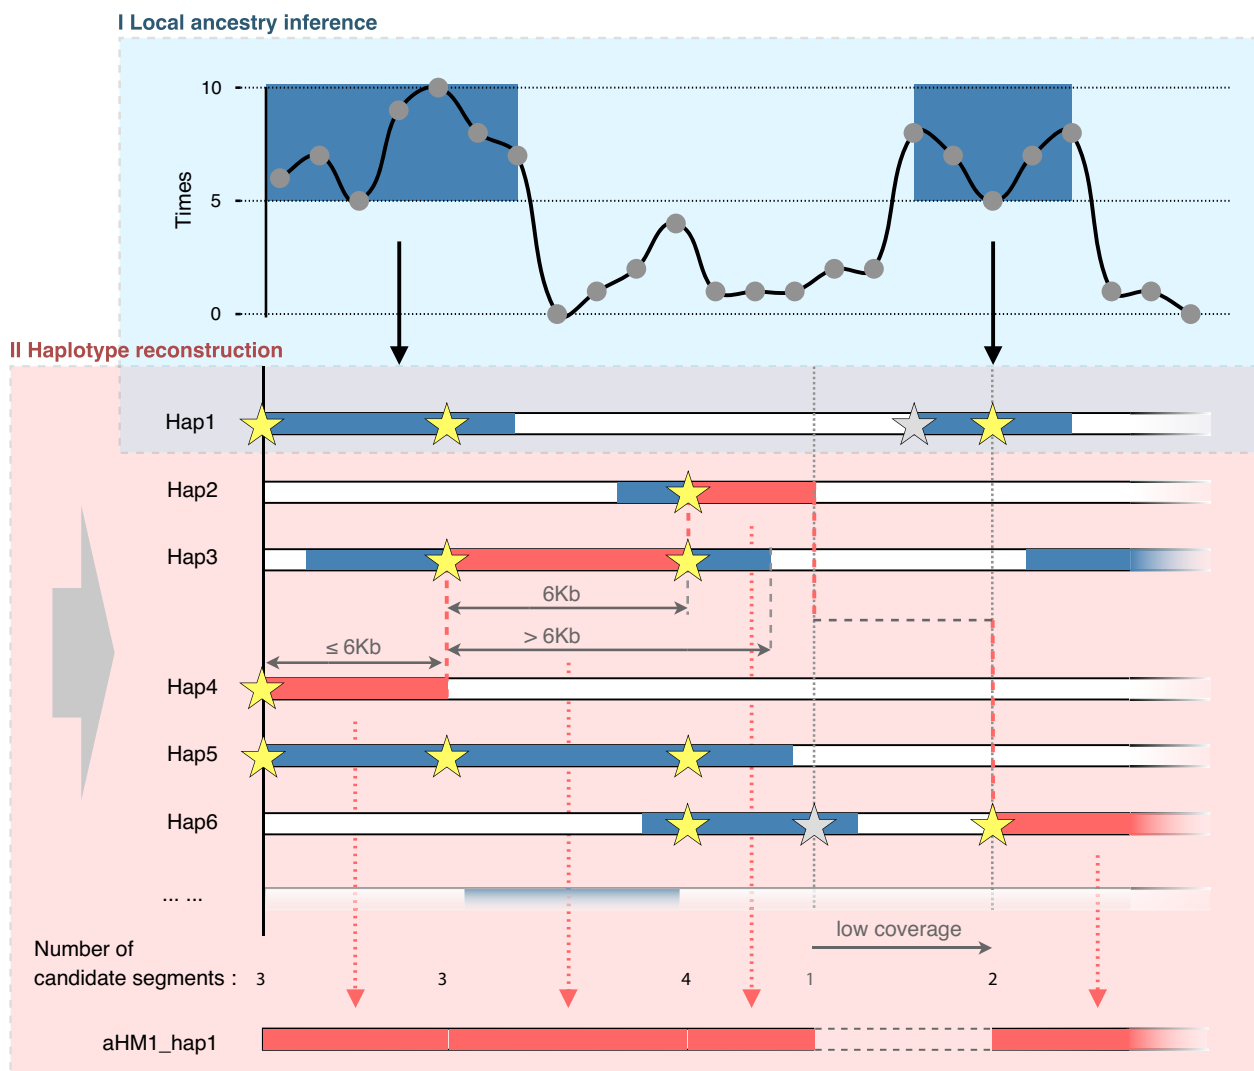 I Local ancestry inference
10
5
0
Times
II Haplotype reconstruction
Hap1
Hap2
Hap3
6Kb
> 6Kb
≤ 6Kb
Hap4
Hap5
Hap6
... ...
low coverage
Number of
candidate segments : 3 3 4 1 2
aHM1_hap1